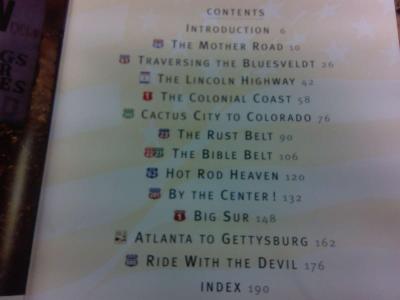 CONTENTS
INTRODUCTION 6
THE MOTHER ROAD 10
TRAVERSING THE BLUESVELDT 26
THE LINCOLN HIGHWAY 42
THE COLONIAL COAST 58
CACTUS CITY TO COLORADO 76
THE RUST BELT 90
THE BIBLE BELT 106
HOT ROD HEAVEN 120
BY THE CENTER! 132
1 BIG SUR 148
ATLANTA TO GETTYSBURG 162
RIDE WITH THE DEVIL 176
INDEX 190